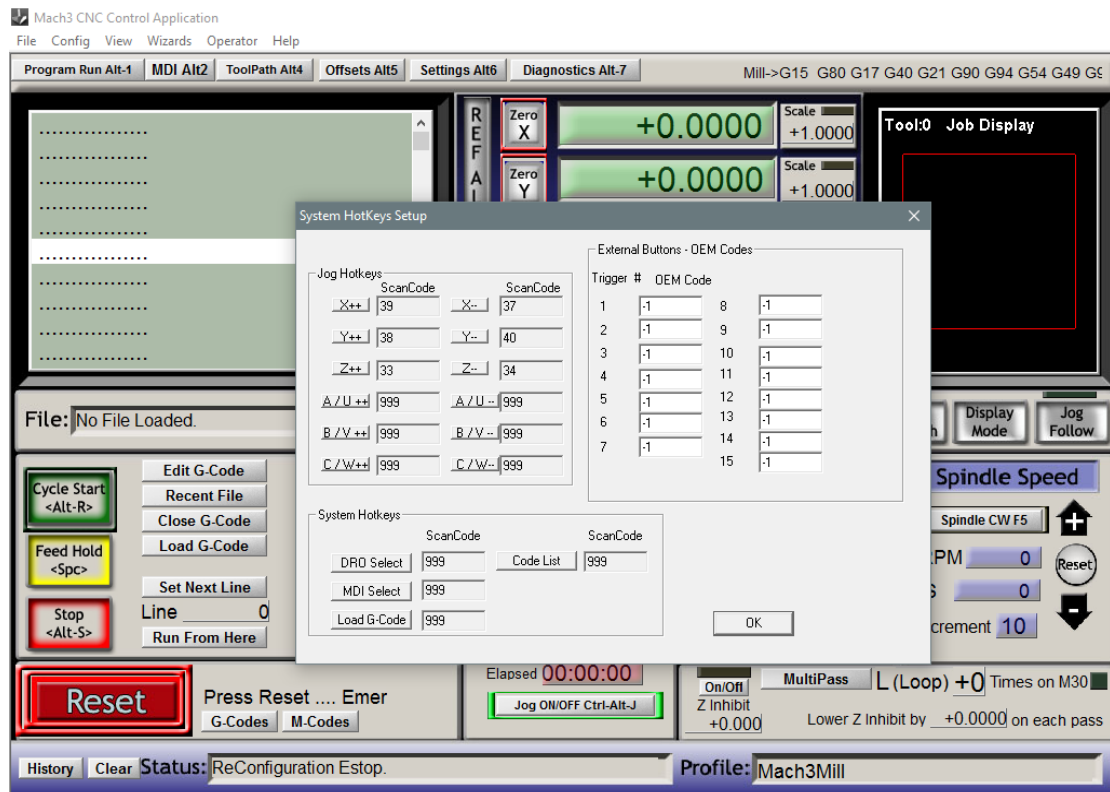 Mach3 CNC Control Application
File Config View Wizards Operator Help
Program Run Alt-1 MDI Alt2 ToolPath Alt4 Offsets Alt5 Settings Alt6 Diagnostics Alt-7 Mill->G15 G80 G17 G40 G21 G90 G94 G54 G49 G9
..................
..................
..................
..................
..................
..................
..................
..................
..................
REF AL
Zero X +0.0000 Scale +1.0000
Zero Y +0.0000 Scale +1.0000
Tool:0 Job Display
System HotKeys Setup
Jog Hotkeys
ScanCode ScanCode
X++ 39 X-- 37
Y++ 38 Y-- 40
Z++ 33 Z-- 34
A/U ++ 999 A/U -- 999
B/V ++ 999 B/V -- 999
C/W++ 999 C/W-- 999
External Buttons - OEM Codes
Trigger # OEM Code
1 -1 8 -1
2 -1 9 -1
3 -1 10 -1
4 -1 11 -1
5 -1 12 -1
6 -1 13 -1
7 -1 14 -1
15 -1
System Hotkeys
ScanCode ScanCode
DRO Select 999 Code List 999
MDI Select 999
Load G-Code 999
OK
File: No File Loaded.
h Display Mode Jog Follow
Cycle Start <Alt-R>
Feed Hold <Spc>
Stop <Alt-S>
Edit G-Code
Recent File
Close G-Code
Load G-Code
Set Next Line
Line 0
Run From Here
Spindle Speed
Spindle CW F5
RPM 0 Reset
S 0
crement 10
Reset
Press Reset .... Emer
G-Codes M-Codes
Elapsed 00:00:00
Jog ON/OFF Ctrl-Alt-J
On/Off MultiPass L (Loop) +0 Times on M30
Z Inhibit
+0.000 Lower Z Inhibit by +0.0000 on each pass
History Clear Status: ReConfiguration Estop. Profile: Mach3Mill